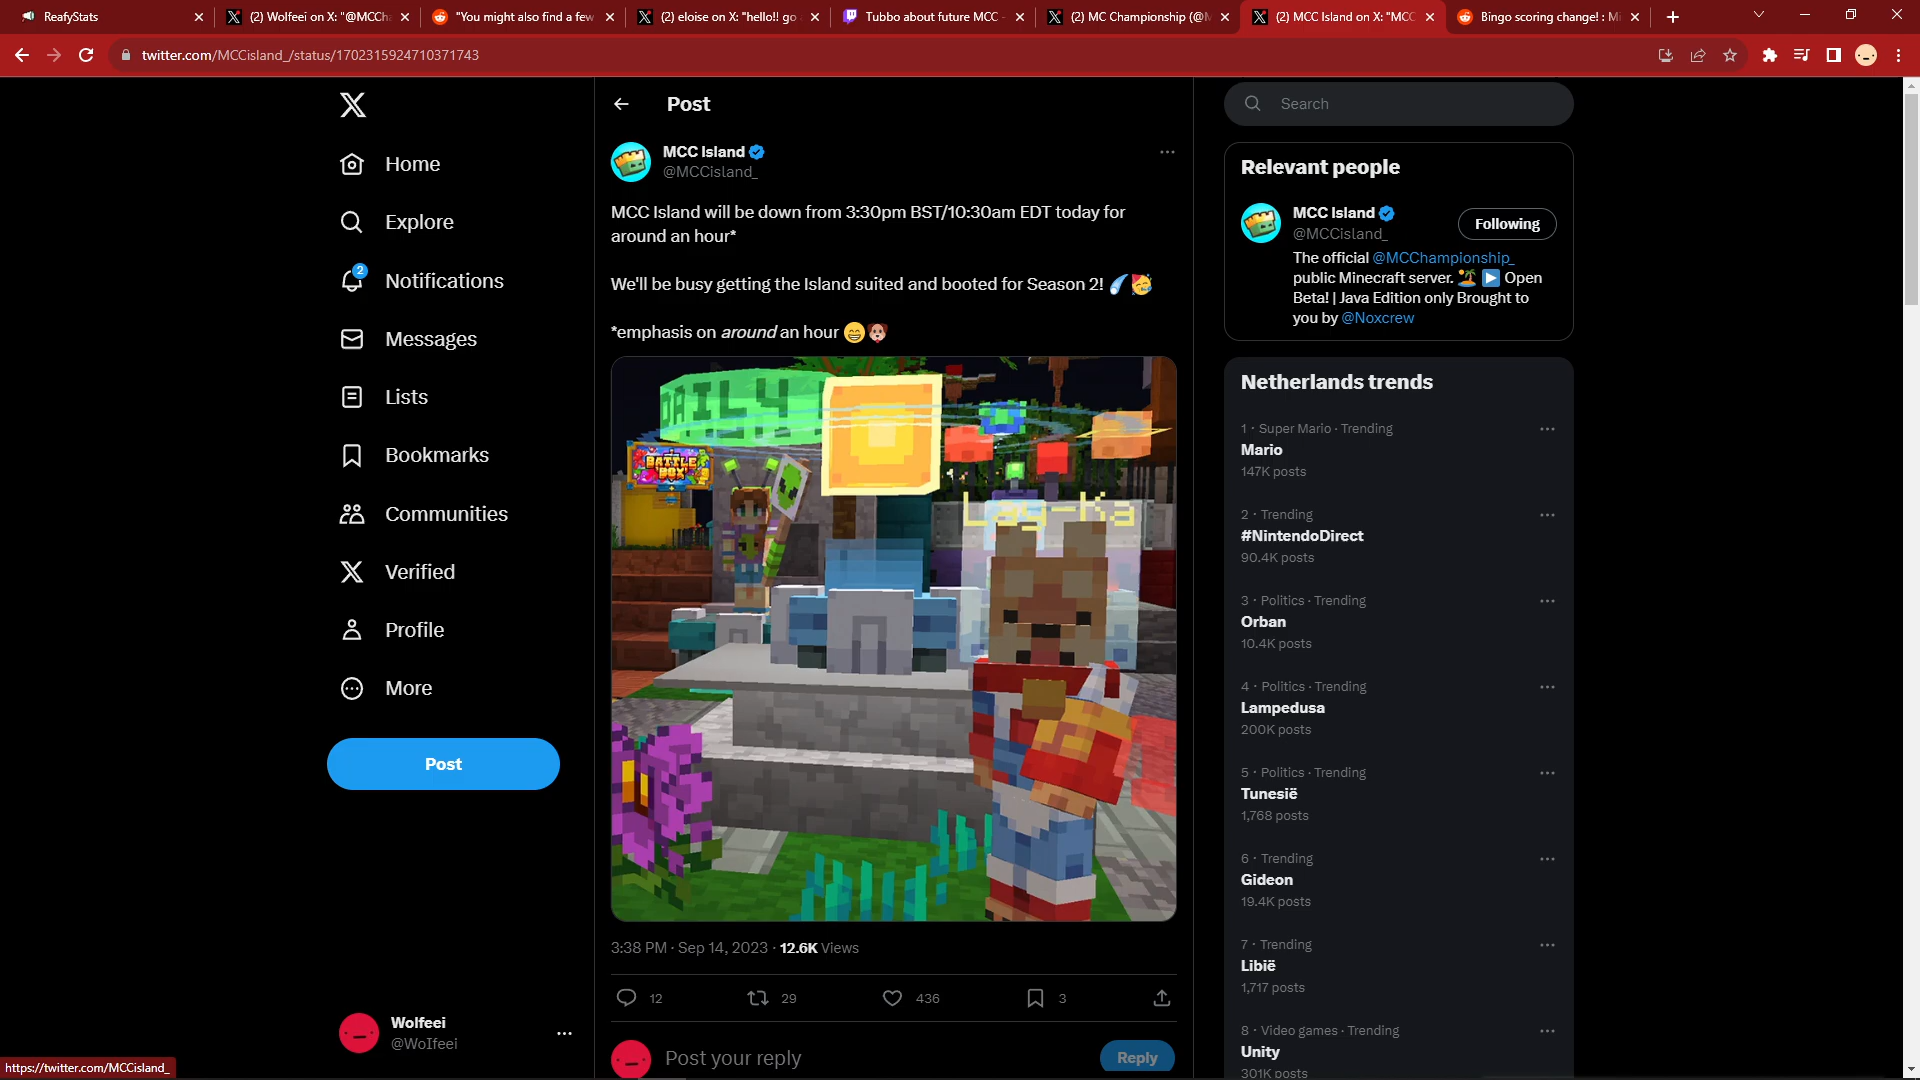 ReafyStats
(2) Wolfeei on X: "@MCCha
"You might also find a few
(2) eloise on X: "hello!! go
Tubbo about future MCC -
(2) MC Championship (@M
(2) MCC Island on X: "MCC
Bingo scoring change! : Mi
twitter.com/MCCisland_/status/1702315924710371743
Home
Explore
2
Notifications
Messages
Lists
Bookmarks
Communities
Verified
Profile
More
Post
Wolfeei
@WoIfeei
https://twitter.com/MCCisland_
Post
MCC Island
@MCCisland_
MCC Island will be down from 3:30pm BST/10:30am EDT today for
around an hour*
We'll be busy getting the Island suited and booted for Season 2!
*emphasis on around an hour
DAILY
BATTLE
BOX
Lag-Ka
3:38 PM · Sep 14, 2023 · 12.6K Views
12
29
436
3
Post your reply
Reply
Search
Relevant people
MCC Island
@MCCisland_
Following
The official @MCChampionship_
public Minecraft server. Open
Beta! | Java Edition only Brought to
you by @Noxcrew
Netherlands trends
1 · Super Mario · Trending
Mario
147K posts
2 · Trending
#NintendoDirect
90.4K posts
3 · Politics · Trending
Orban
10.4K posts
4 · Politics · Trending
Lampedusa
200K posts
5 · Politics · Trending
Tunesië
1,768 posts
6 · Trending
Gideon
19.4K posts
7 · Trending
Libië
1,717 posts
8 · Video games · Trending
Unity
301K posts